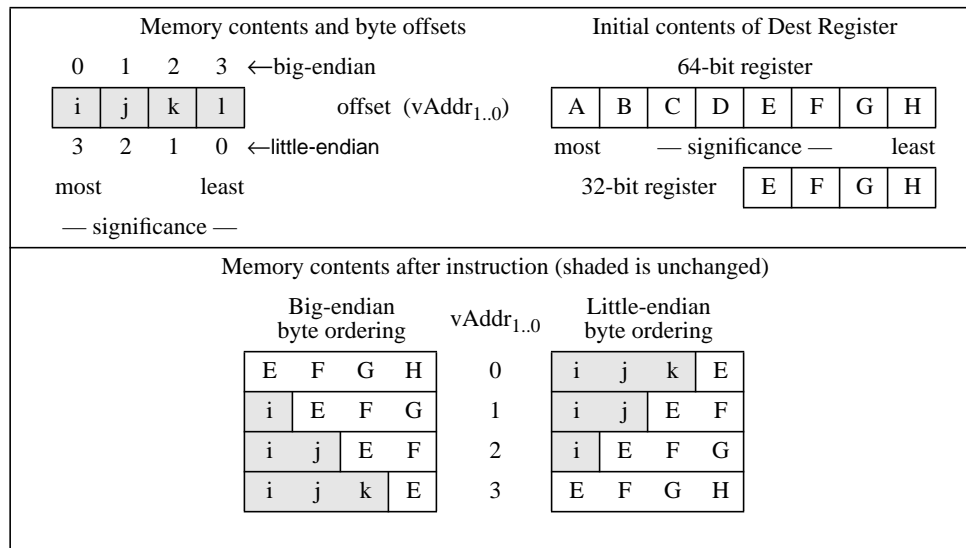 Memory contents and byte offsets
Initial contents of Dest Register
0 1 2 3 ←big-endian
64-bit register
i j k l
offset (vAddr1..0)
A B C D E F G H
3 2 1 0 ←little-endian
most — significance — least
most least
32-bit register
E F G H
— significance —
Memory contents after instruction (shaded is unchanged)
Big-endian
byte ordering
vAddr1..0
Little-endian
byte ordering
E F G H 0 i j k E
i E F G 1 i j E F
i j E F 2 i E F G
i j k E 3 E F G H